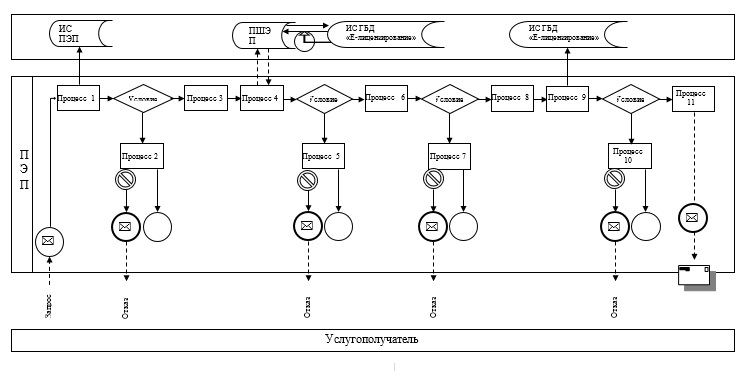 ИС
ПЭП
ПШЭ
П
ИС ГБД
«Е-лицензирование»
ИС ГБД
«Е-лицензирование»
П
Э
П
Процесс 1
Условие
Процесс 3
Процесс 4
Условие
Процесс 6
Условие
Процесс 8
Процесс 9
Условие
Процесс
11
Процесс 2
Процесс 5
Процесс 7
Процесс
10
Запрос
Отказ
Отказ
Отказ
Отказ
Услугополучатель